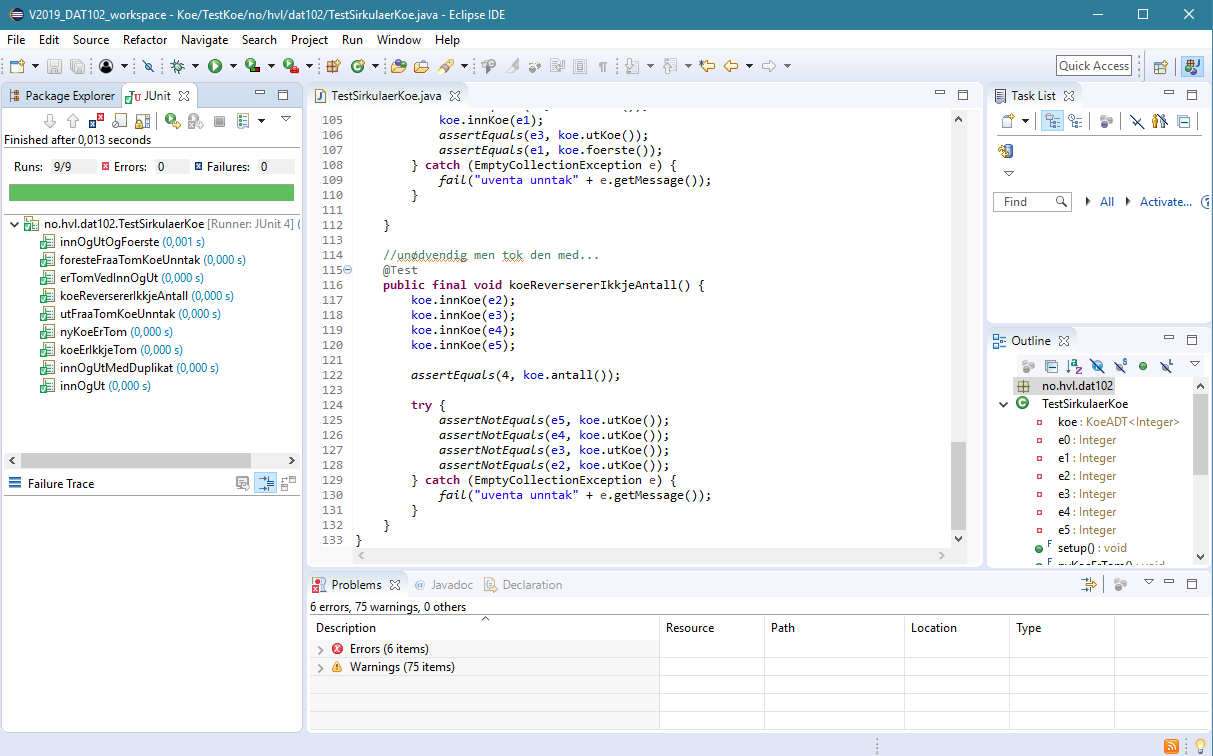 V2019_DAT102_workspace - Koe/TestKoe/no/hvl/dat102/TestSirkulaerKoe.java - Eclipse IDE
File Edit Source Refactor Navigate Search Project Run Window Help
Quick Access
Package Explorer JUnit
Finished after 0,013 seconds
Runs: 9/9 Errors: 0 Failures: 0
no.hvl.dat102.TestSirkulaerKoe [Runner: JUnit 4] (
innOgUtOgFoerste (0,001 s)
foresteFraaTomKoeUnntak (0,000 s)
erTomVedInnOgUt (0,000 s)
koeReversererIkkjeAntall (0,000 s)
utFraaTomKoeUnntak (0,000 s)
nyKoeErTom (0,000 s)
koeErIkkjeTom (0,000 s)
innOgUtMedDuplikat (0,000 s)
innOgUt (0,000 s)
Failure Trace
TestSirkulaerKoe.java
105 koe.innKoe(e1);
106 assertEquals(e3, koe.utKoe());
107 assertEquals(e1, koe.foerste());
108 } catch (EmptyCollectionException e) {
109 fail("uventa unntak" + e.getMessage());
110 }
111
112 }
113
114 //unødvendig men tok den med...
115 @Test
116 public final void koeReversererIkkjeAntall() {
117 koe.innKoe(e2);
118 koe.innKoe(e3);
119 koe.innKoe(e4);
120 koe.innKoe(e5);
121
122 assertEquals(4, koe.antall());
123
124 try {
125 assertNotEquals(e5, koe.utKoe());
126 assertNotEquals(e4, koe.utKoe());
127 assertNotEquals(e3, koe.utKoe());
128 assertNotEquals(e2, koe.utKoe());
129 } catch (EmptyCollectionException e) {
130 fail("uventa unntak" + e.getMessage());
131 }
132 }
133 }
Task List
Find All Activate...
Outline
no.hvl.dat102
TestSirkulaerKoe
koe : KoeADT<Integer>
e0 : Integer
e1 : Integer
e2 : Integer
e3 : Integer
e4 : Integer
e5 : Integer
setup() : void
nyKoeErTom() : void
Problems Javadoc Declaration
6 errors, 75 warnings, 0 others
Description Resource Path Location Type
Errors (6 items)
Warnings (75 items)